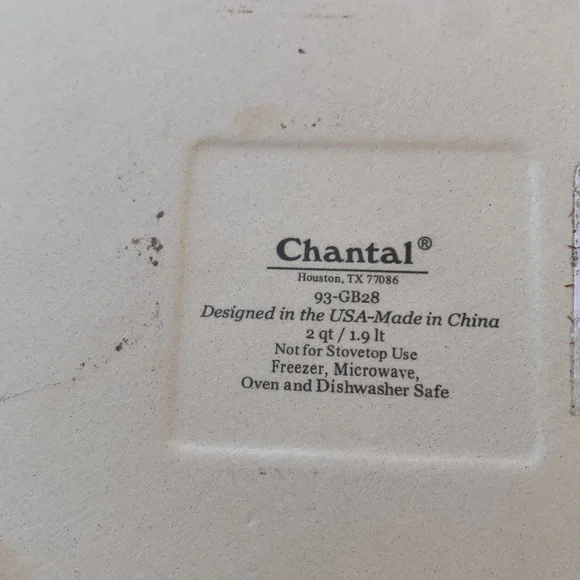 Chantal®
Houston, TX 77086
93-GB28
Designed in the USA-Made in China
2 qt / 1.9 lt
Not for Stovetop Use
Freezer, Microwave,
Oven and Dishwasher Safe